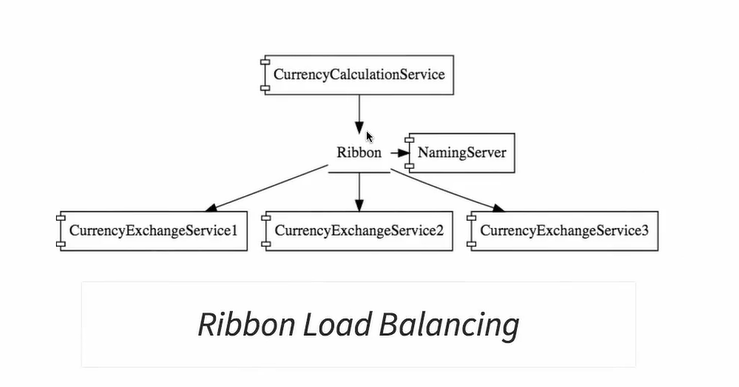 CurrencyCalculationService
Ribbon
NamingServer
CurrencyExchangeService1
CurrencyExchangeService2
CurrencyExchangeService3
Ribbon Load Balancing